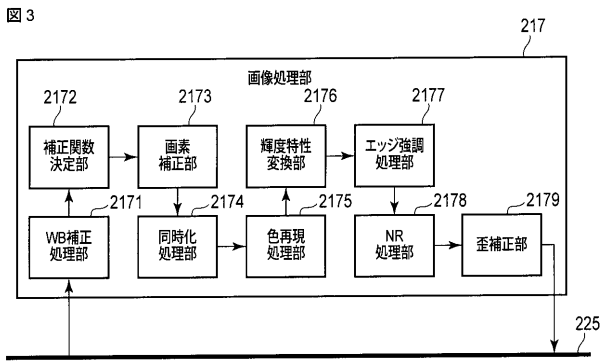 図3
217
画像処理部
2172
2173
2176
2177
補正関数
決定部
画素
補正部
輝度特性
変換部
エッジ強調
処理部
2171
2174
2175
2178
2179
WB補正
処理部
同時化
処理部
色再現
処理部
NR
処理部
歪補正部
225